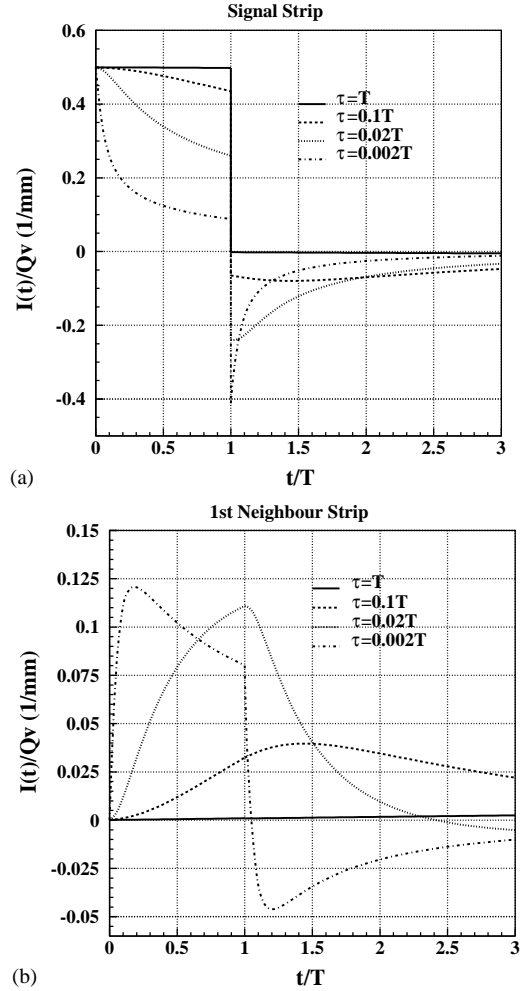 Signal Strip
I(t)/Qv (1/mm)
0.6
0.4
0.2
0
-0.2
-0.4
τ=T
τ=0.1T
τ=0.02T
τ=0.002T
0 0.5 1 1.5 2 2.5 3
(a)
t/T
1st Neighbour Strip
I(t)/Qv (1/mm)
0.15
0.125
0.1
0.075
0.05
0.025
0
-0.025
-0.05
τ=T
τ=0.1T
τ=0.02T
τ=0.002T
0 0.5 1 1.5 2 2.5 3
(b)
t/T